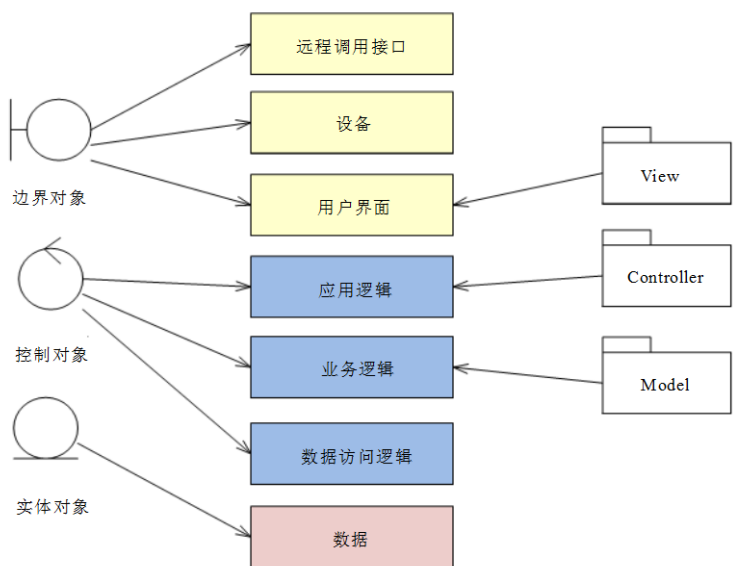 远程调用接口
设备
边界对象
用户界面
View
应用逻辑
Controller
控制对象
业务逻辑
Model
数据访问逻辑
实体对象
数据